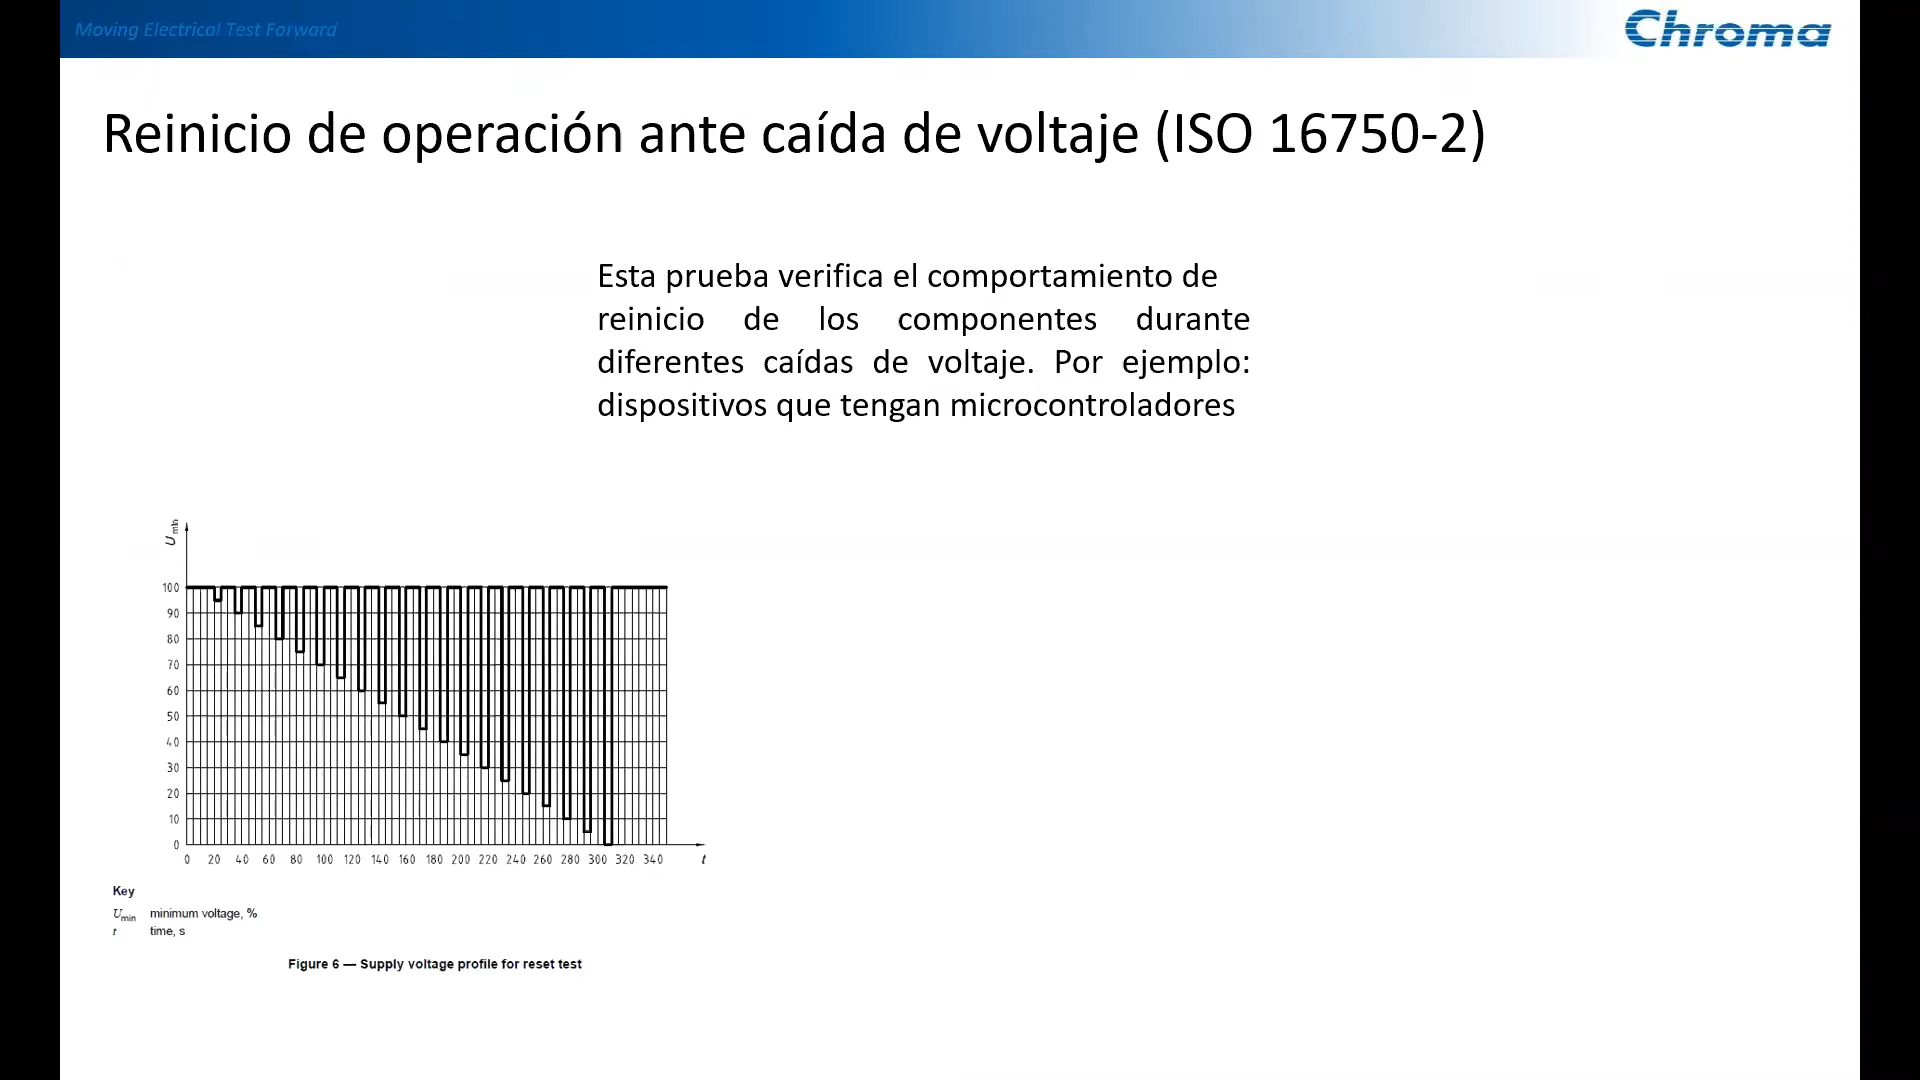 Moving Electrical Test Forward
Chroma
Reinicio de operación ante caída de voltaje (ISO 16750-2)
Esta prueba verifica el comportamiento de
reinicio de los componentes durante
diferentes caídas de voltaje. Por ejemplo:
dispositivos que tengan microcontroladores
U min
100
90
80
70
60
50
40
30
20
10
0
0 20 40 60 80 100 120 140 160 180 200 220 240 260 280 300 320 340 t
Key
Umin minimum voltage, %
t time, s
Figure 6 — Supply voltage profile for reset test